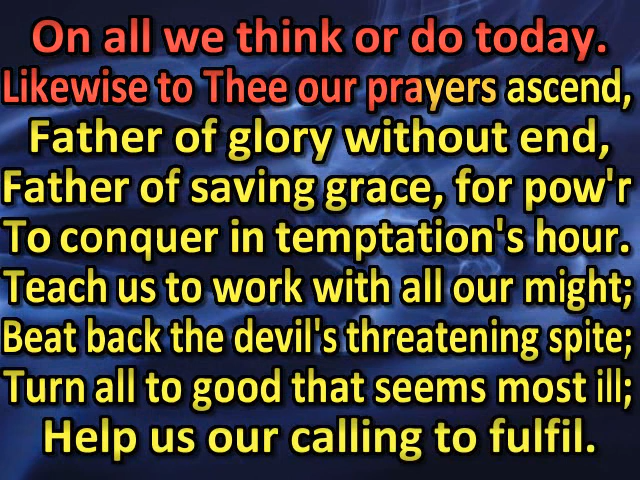 On all we think or do today.
Likewise to Thee our prayers ascend,
Father of glory without end,
Father of saving grace, for pow'r
To conquer in temptation's hour.
Teach us to work with all our might;
Beat back the devil's threatening spite;
Turn all to good that seems most ill;
Help us our calling to fulfil.